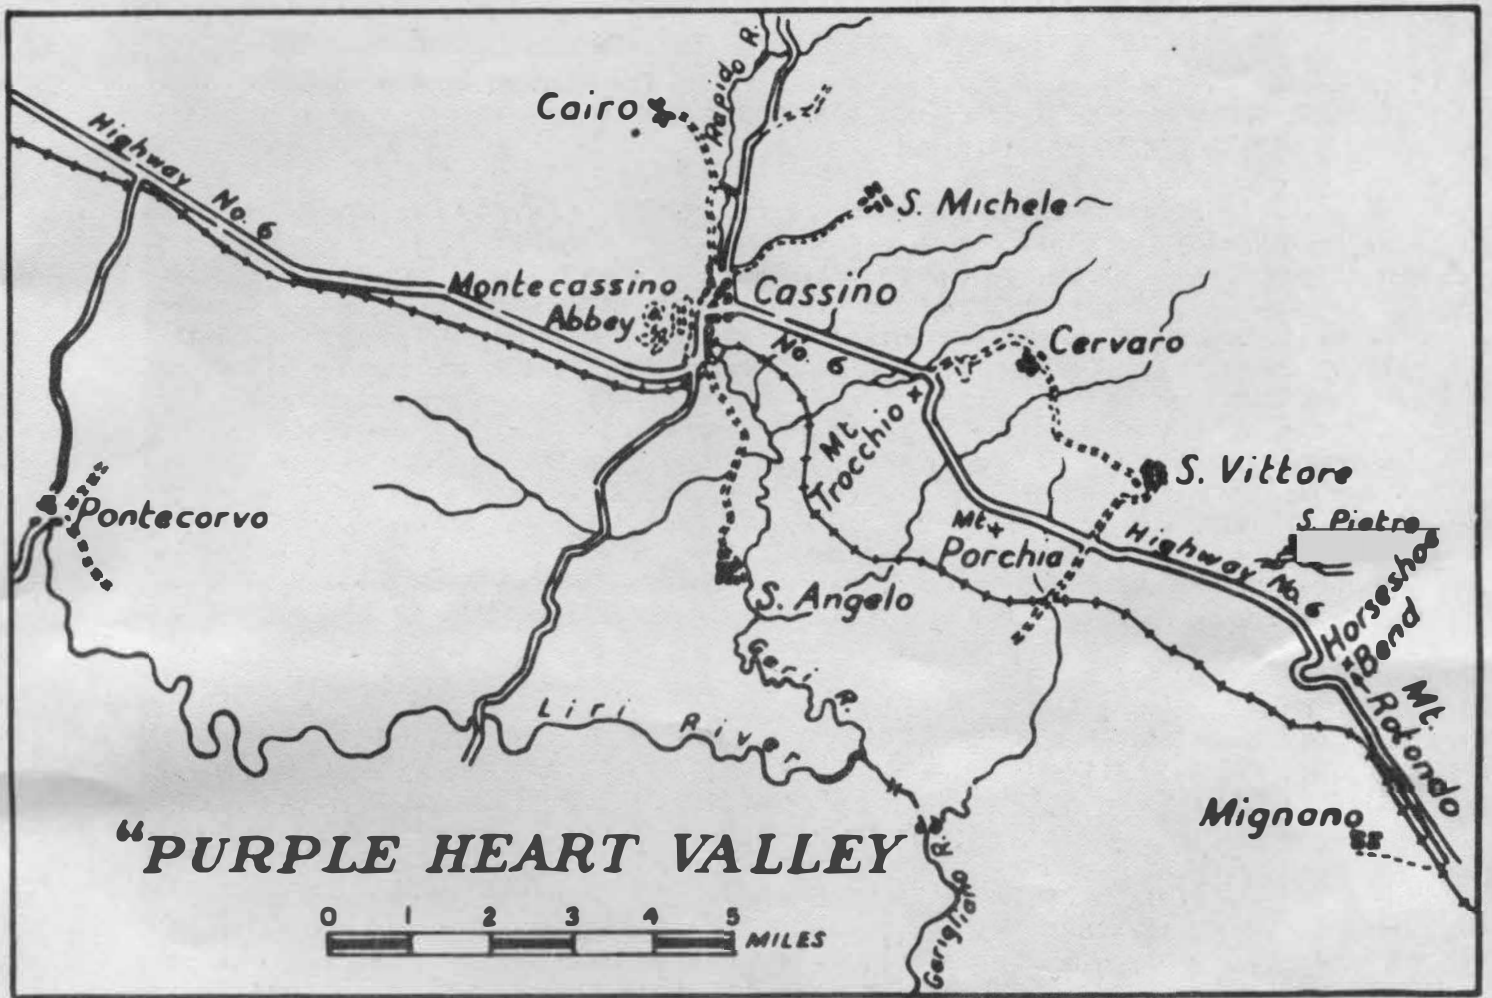 Rapido R.
Cairo
Highway No. 6
S. Michele
Montecassino
Abbey
Cassino
No. 6
Cervaro
Mt.
Trocchio
S. Vittore
Pontecorvo
Mt.
Porchia
Highway No. 6
S. Pietro
Horseshoe
Bend
S. Angelo
Geri R.
Mt.
Rotondo
Liri River
Mignano
"PURPLE HEART VALLEY
Garigliano R.
0 1 2 3 4 5
MILES